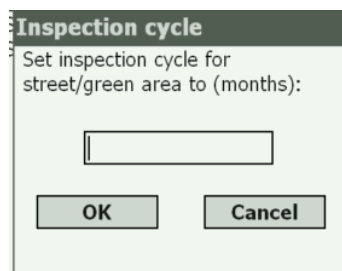 Inspection cycle
Set inspection cycle for
street/green area to (months):
OK Cancel